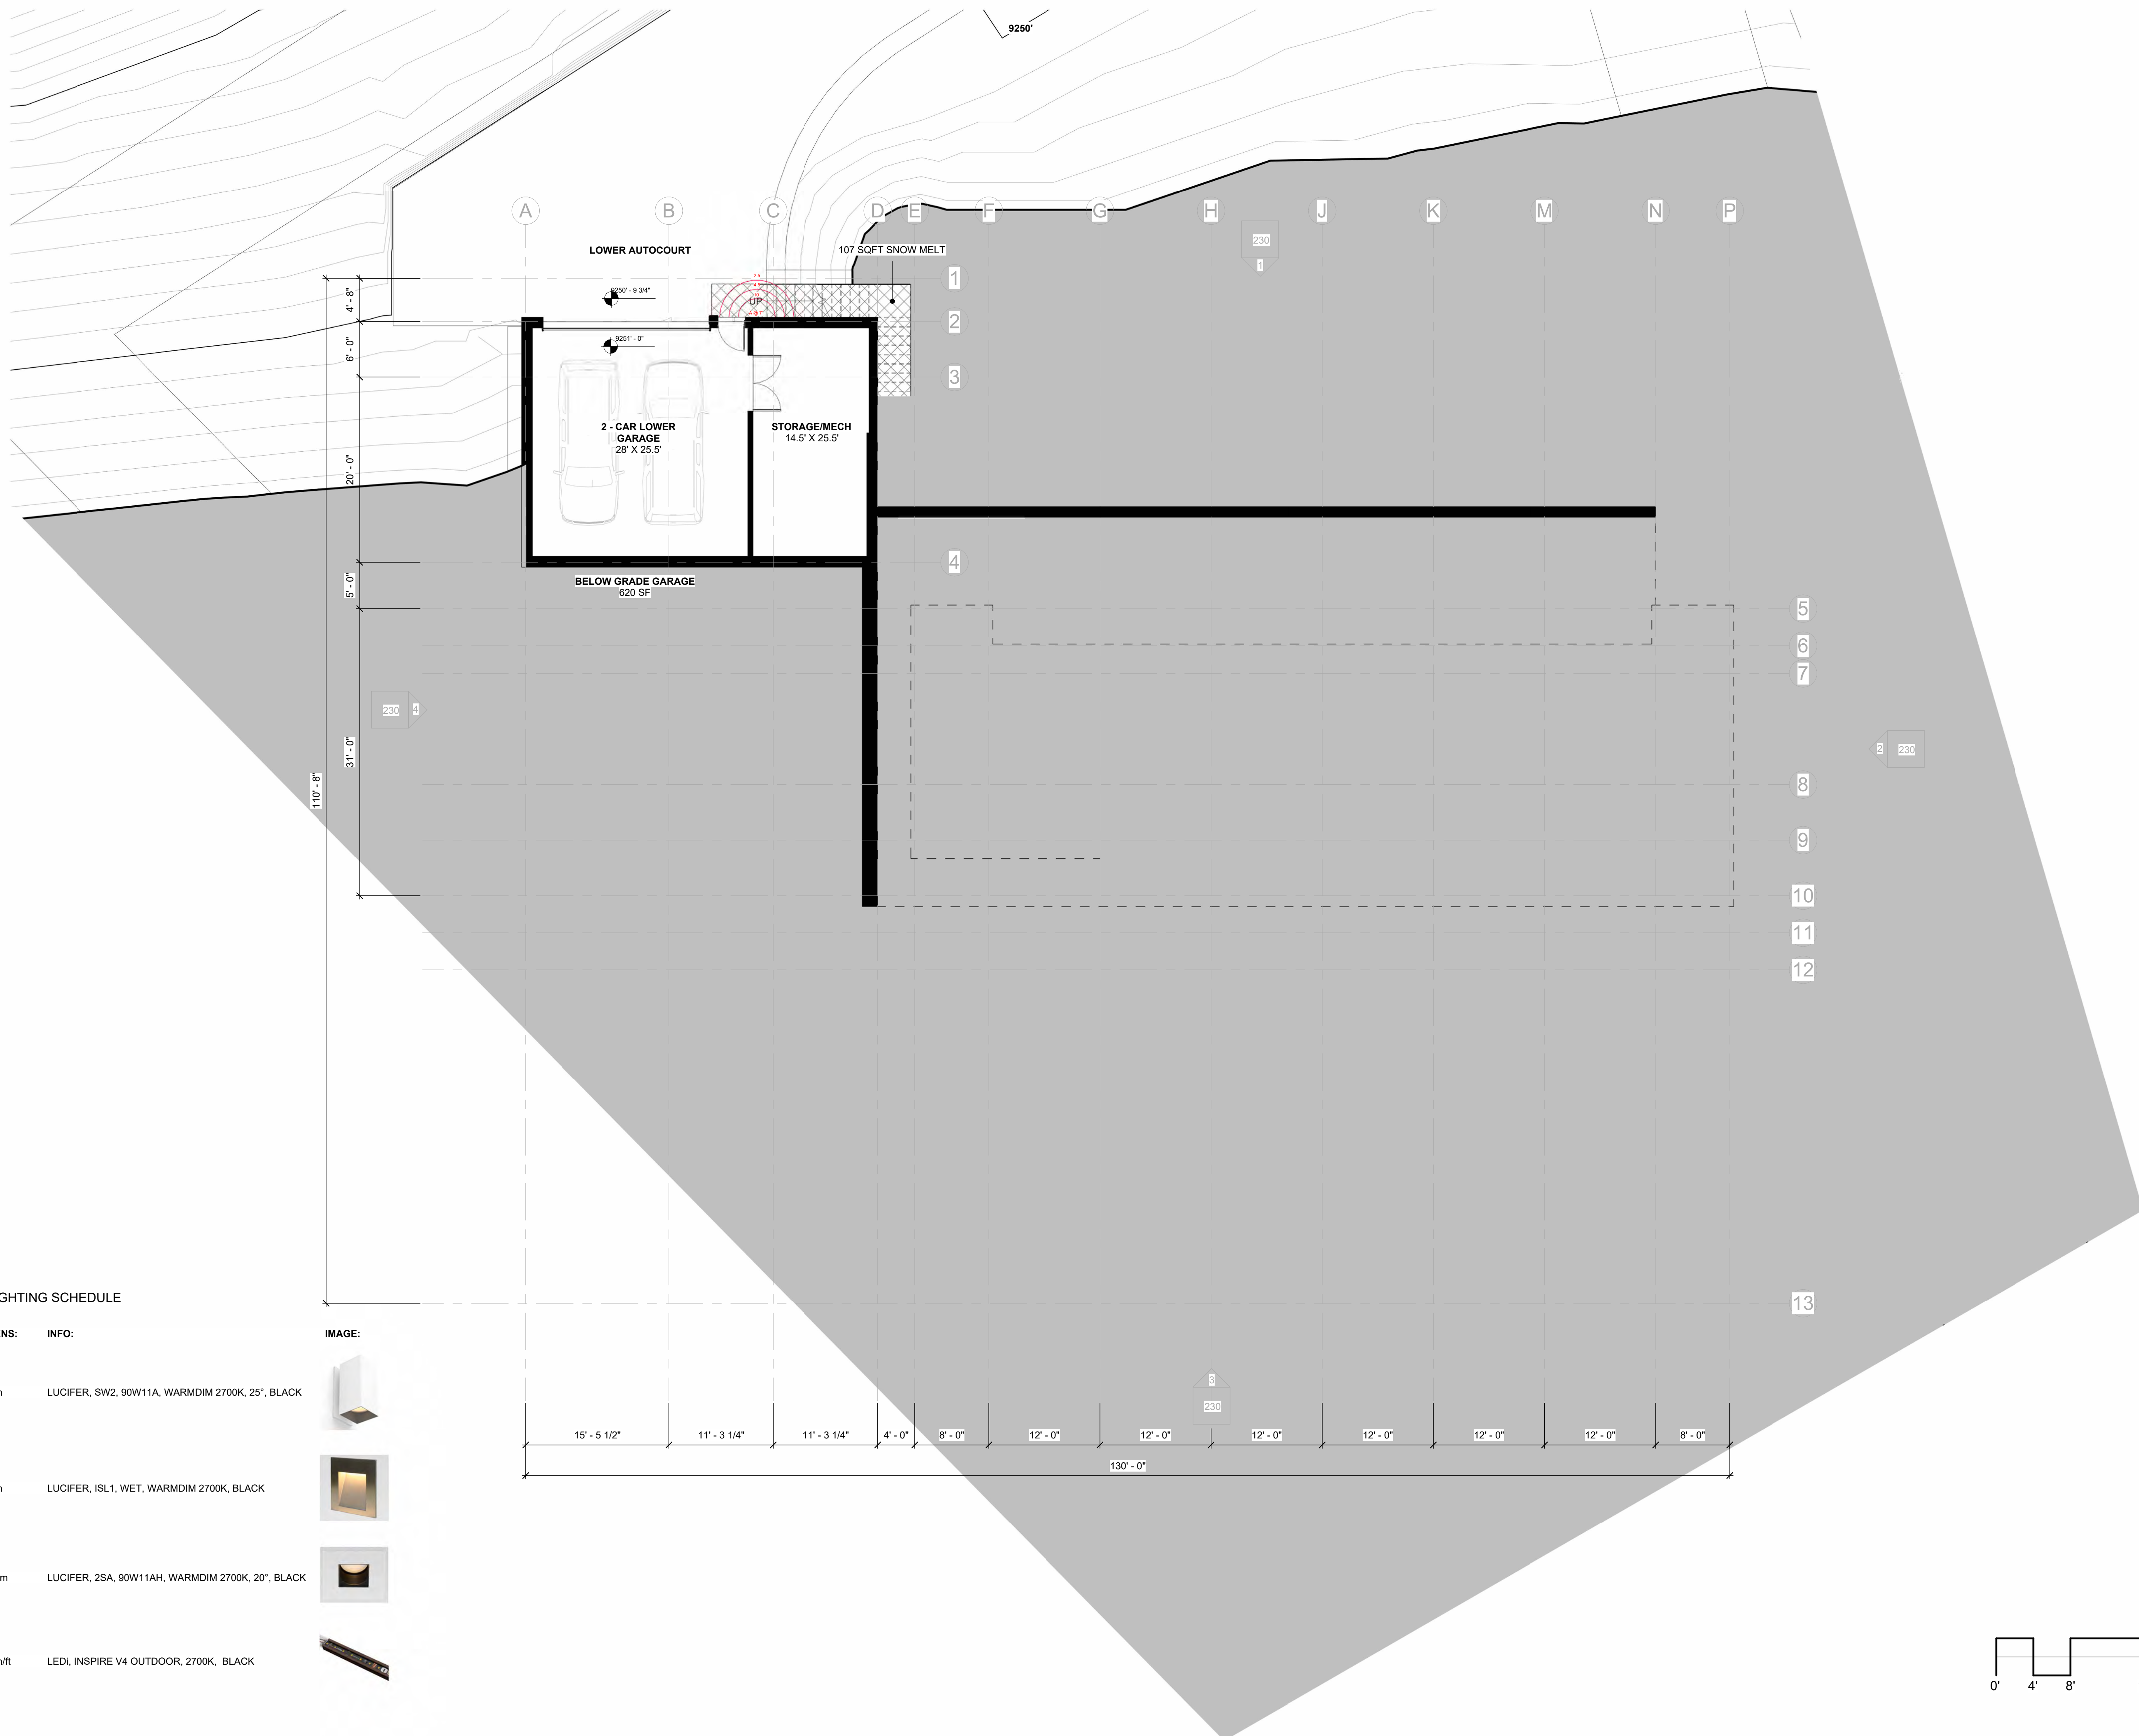 9250'
A
B
C
D
E
F
G
H
J
K
M
N
P
LOWER AUTOCOURT
107 SQFT SNOW MELT
230
1
1
4' - 8"
9250' - 9 3/4"
2.5
UP
2
9251' - 0"
6' - 0"
3
2 - CAR LOWER
GARAGE
28' X 25.5'
STORAGE/MECH
14.5' X 25.5'
20' - 0"
4
BELOW GRADE GARAGE
620 SF
5' - 0"
5
6
7
230
4
2
230
31' - 0"
110' - 8"
8
9
10
11
12
13
GHTING SCHEDULE
ENS:
INFO:
IMAGE:
LUCIFER, SW2, 90W11A, WARMDIM 2700K, 25°, BLACK
LUCIFER, ISL1, WET, WARMDIM 2700K, BLACK
m
LUCIFER, 2SA, 90W11AH, WARMDIM 2700K, 20°, BLACK
/ft
LEDi, INSPIRE V4 OUTDOOR, 2700K, BLACK
3
230
15' - 5 1/2"
11' - 3 1/4"
11' - 3 1/4"
4' - 0"
8' - 0"
12' - 0"
12' - 0"
12' - 0"
12' - 0"
12' - 0"
12' - 0"
8' - 0"
130' - 0"
0'
4'
8'